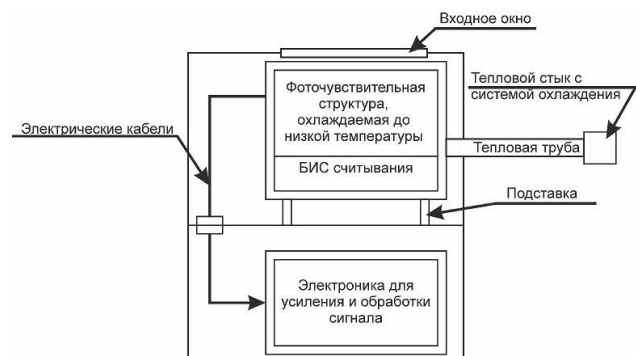 Входное окно
Тепловой стык с
системой охлаждения
Фоточувствительная
структура,
охлаждаемая до
низкой температуры
Электрические кабели
Тепловая труба
БИС считывания
Подставка
Электроника для
усиления и обработки
сигнала